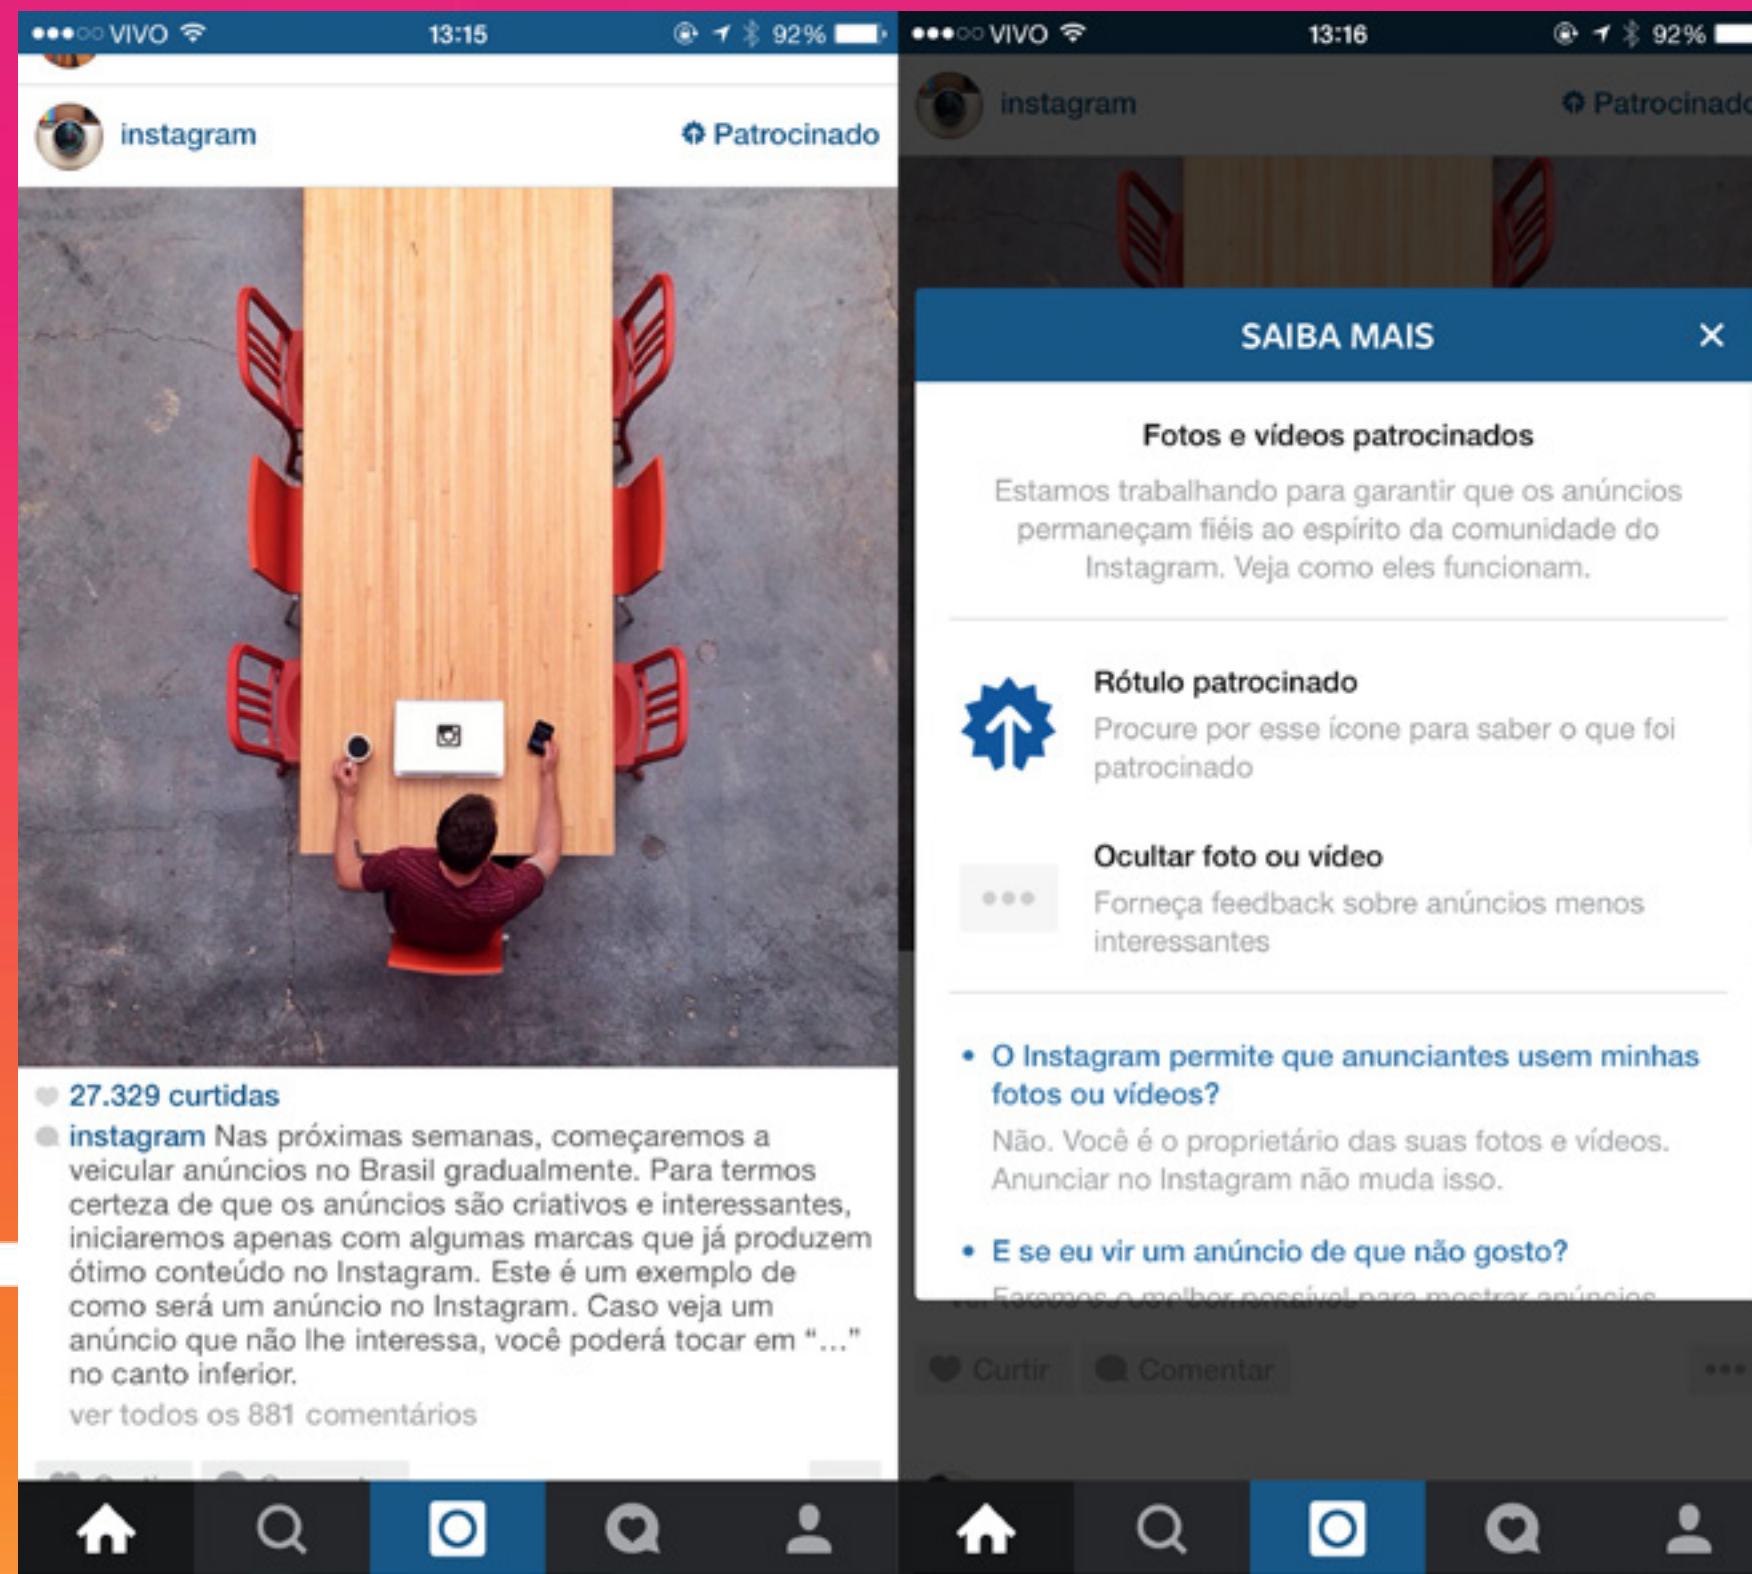 VIVO 13:15 92%
instagram Patrocinado
27.329 curtidas
instagram Nas próximas semanas, começaremos a
veicular anúncios no Brasil gradualmente. Para termos
certeza de que os anúncios são criativos e interessantes,
iniciaremos apenas com algumas marcas que já produzem
ótimo conteúdo no Instagram. Este é um exemplo de
como será um anúncio no Instagram. Caso veja um
anúncio que não lhe interessa, você poderá tocar em “...”
no canto inferior.
ver todos os 881 comentários
VIVO 13:16 92%
instagram Patrocinado
SAIBA MAIS
Fotos e vídeos patrocinados
Estamos trabalhando para garantir que os anúncios
permaneçam fiéis ao espírito da comunidade do
Instagram. Veja como eles funcionam.
Rótulo patrocinado
Procure por esse ícone para saber o que foi
patrocinado
Ocultar foto ou vídeo
Forneça feedback sobre anúncios menos
interessantes
• O Instagram permite que anunciantes usem minhas
fotos ou vídeos?
Não. Você é o proprietário das suas fotos e vídeos.
Anunciar no Instagram não muda isso.
• E se eu vir um anúncio de que não gosto?
Faremos o melhor possível para mostrar anúncios
Curtir Comentar